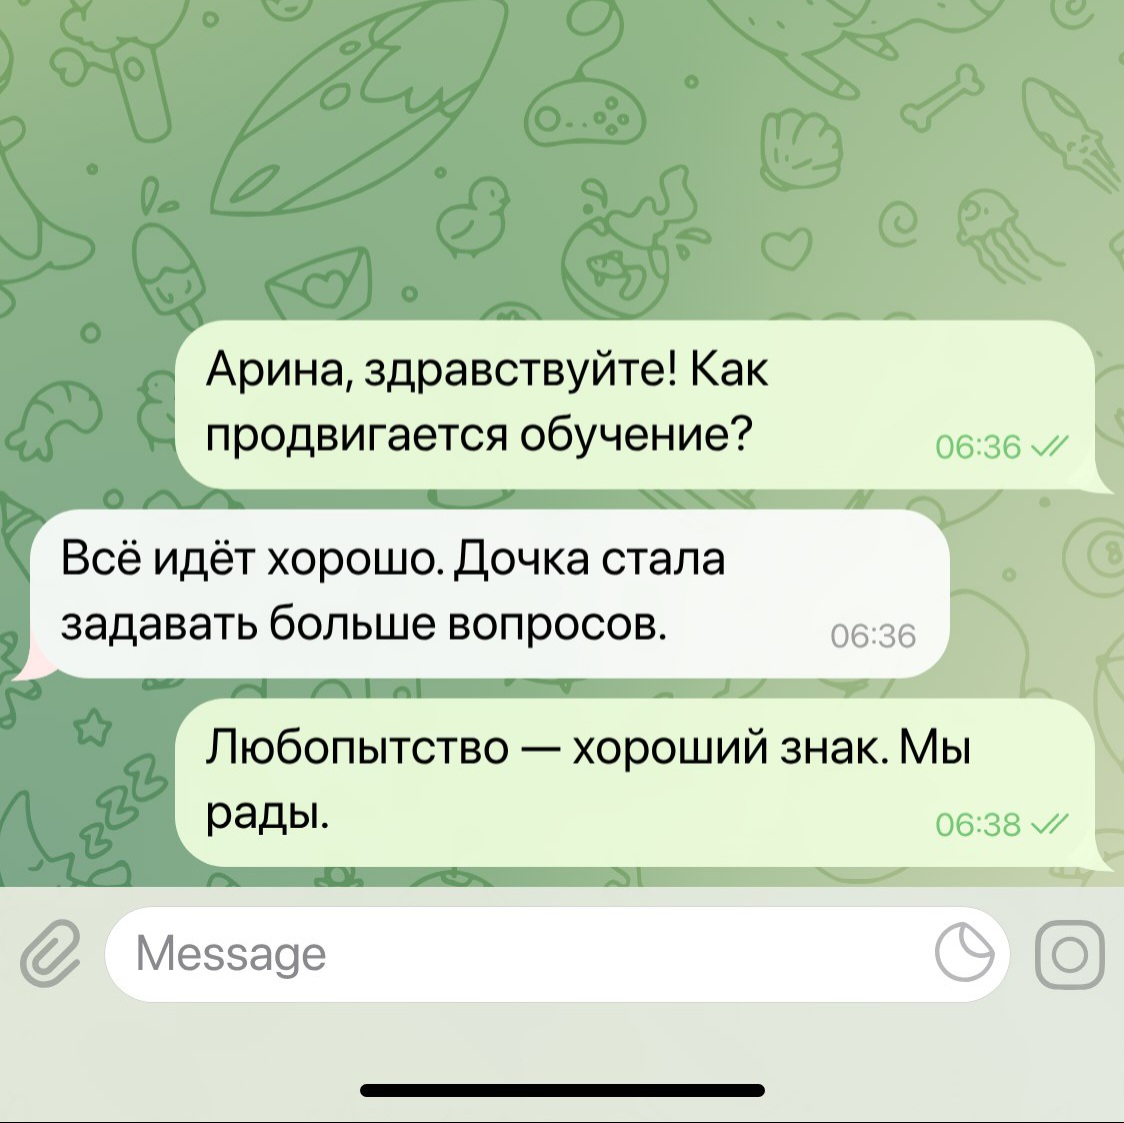 Арина, здравствуйте! Как
продвигается обучение?
06:36
Всё идёт хорошо. Дочка стала
задавать больше вопросов.
06:36
Любопытство — хороший знак. Мы
рады.
06:38
Message